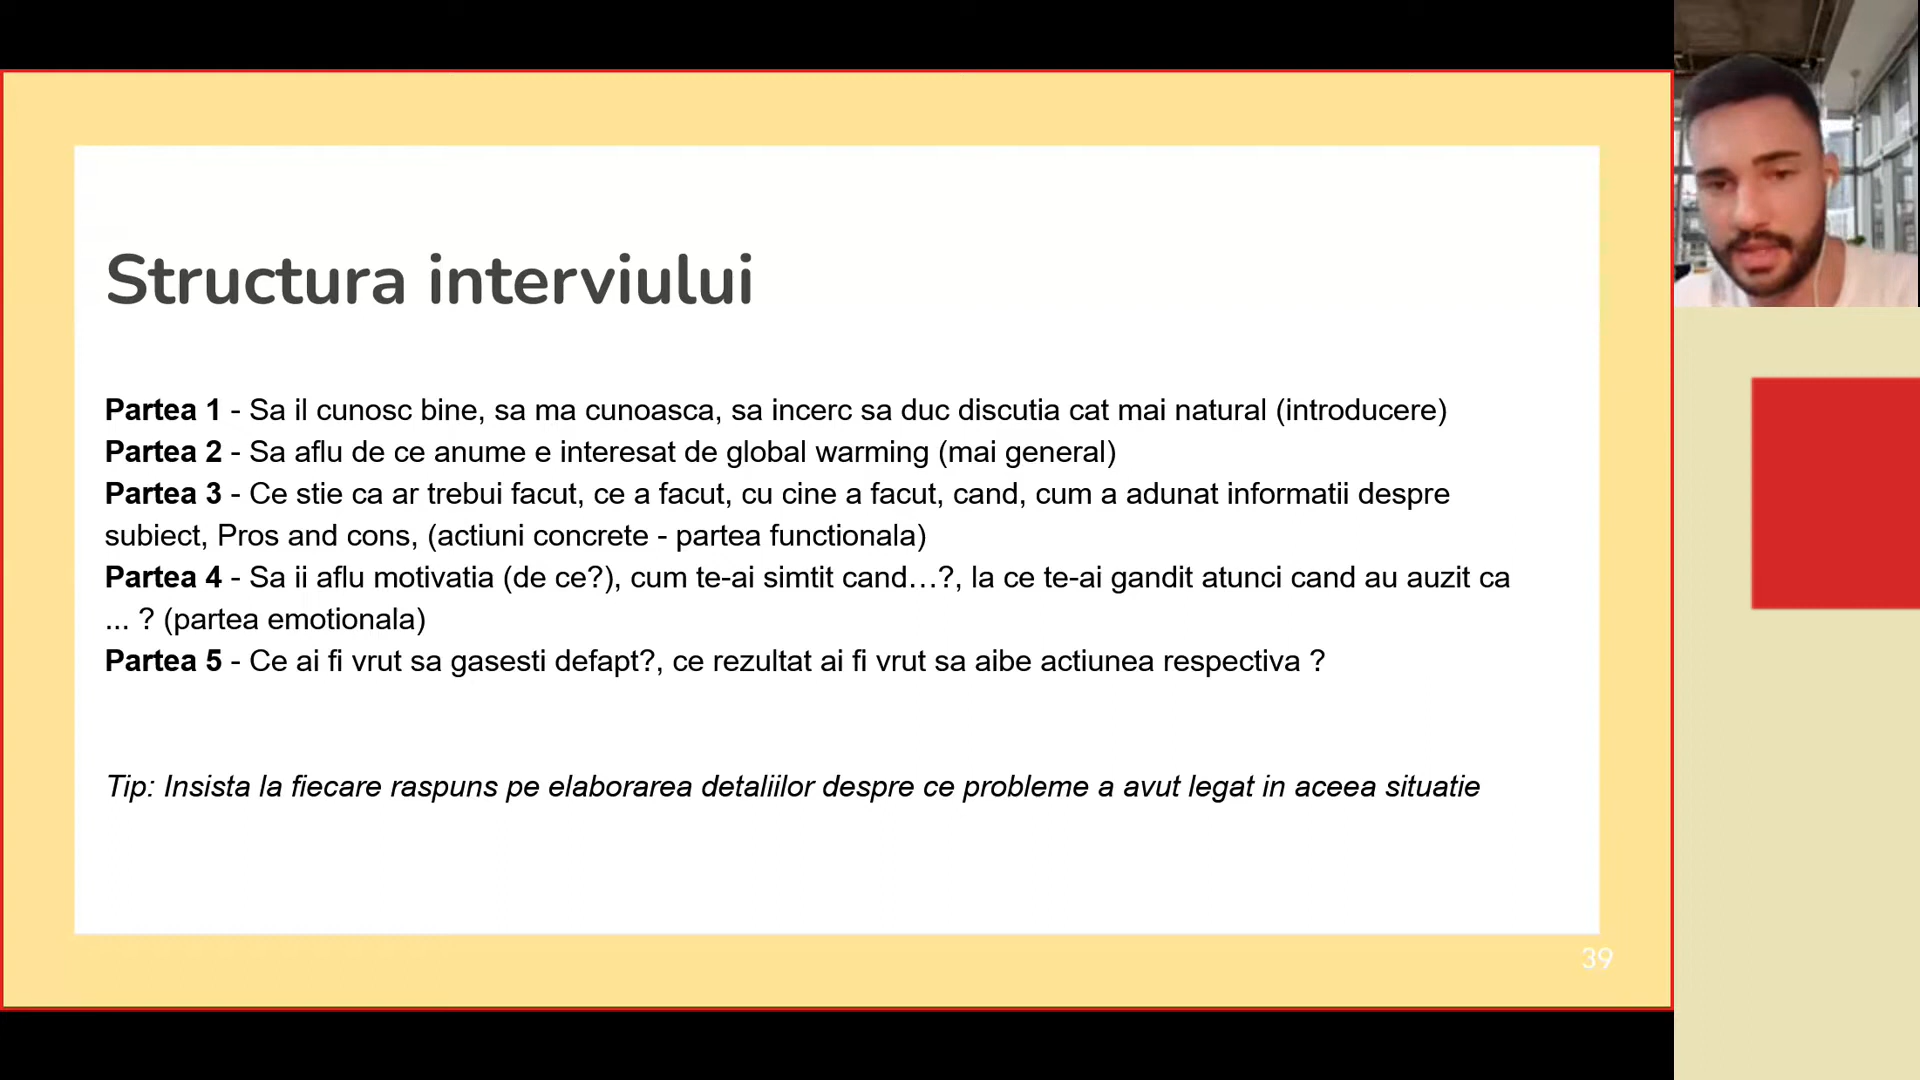 Structura interviului
Partea 1 - Sa il cunosc bine, sa ma cunoasca, sa incerc sa duc discutia cat mai natural (introducere)
Partea 2 - Sa aflu de ce anume e interesat de global warming (mai general)
Partea 3 - Ce stie ca ar trebui facut, ce a facut, cu cine a facut, cand, cum a adunat informatii despre
subiect, Pros and cons, (actiuni concrete - partea functionala)
Partea 4 - Sa ii aflu motivatia (de ce?), cum te-ai simtit cand…?, la ce te-ai gandit atunci cand au auzit ca
... ? (partea emotionala)
Partea 5 - Ce ai fi vrut sa gasesti defapt?, ce rezultat ai fi vrut sa aibe actiunea respectiva ?
Tip: Insista la fiecare raspuns pe elaborarea detaliilor despre ce probleme a avut legat in aceea situatie
39